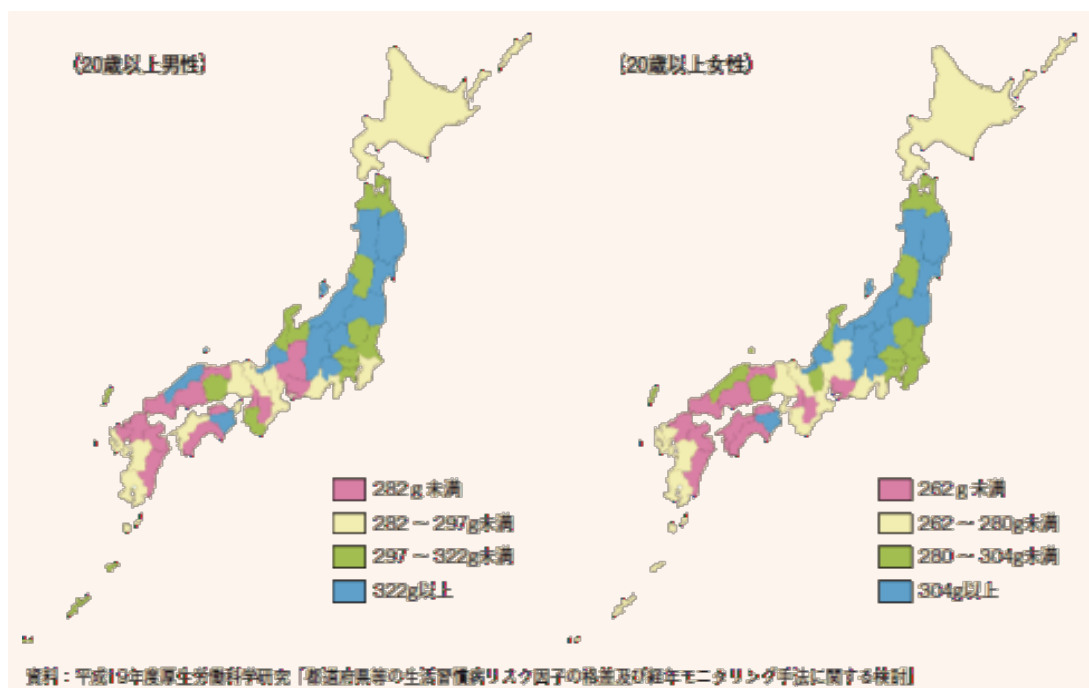 (20歳以上男性)
(20歳以上女性)
282g未満
282～297g未満
297～322g未満
322g以上
262g未満
262～280g未満
280～304g未満
304g以上
資料：平成19年度厚生労働科学研究「都道府県等の生活習慣病リスク因子の格差及び経年モニタリング手法に関する検討」